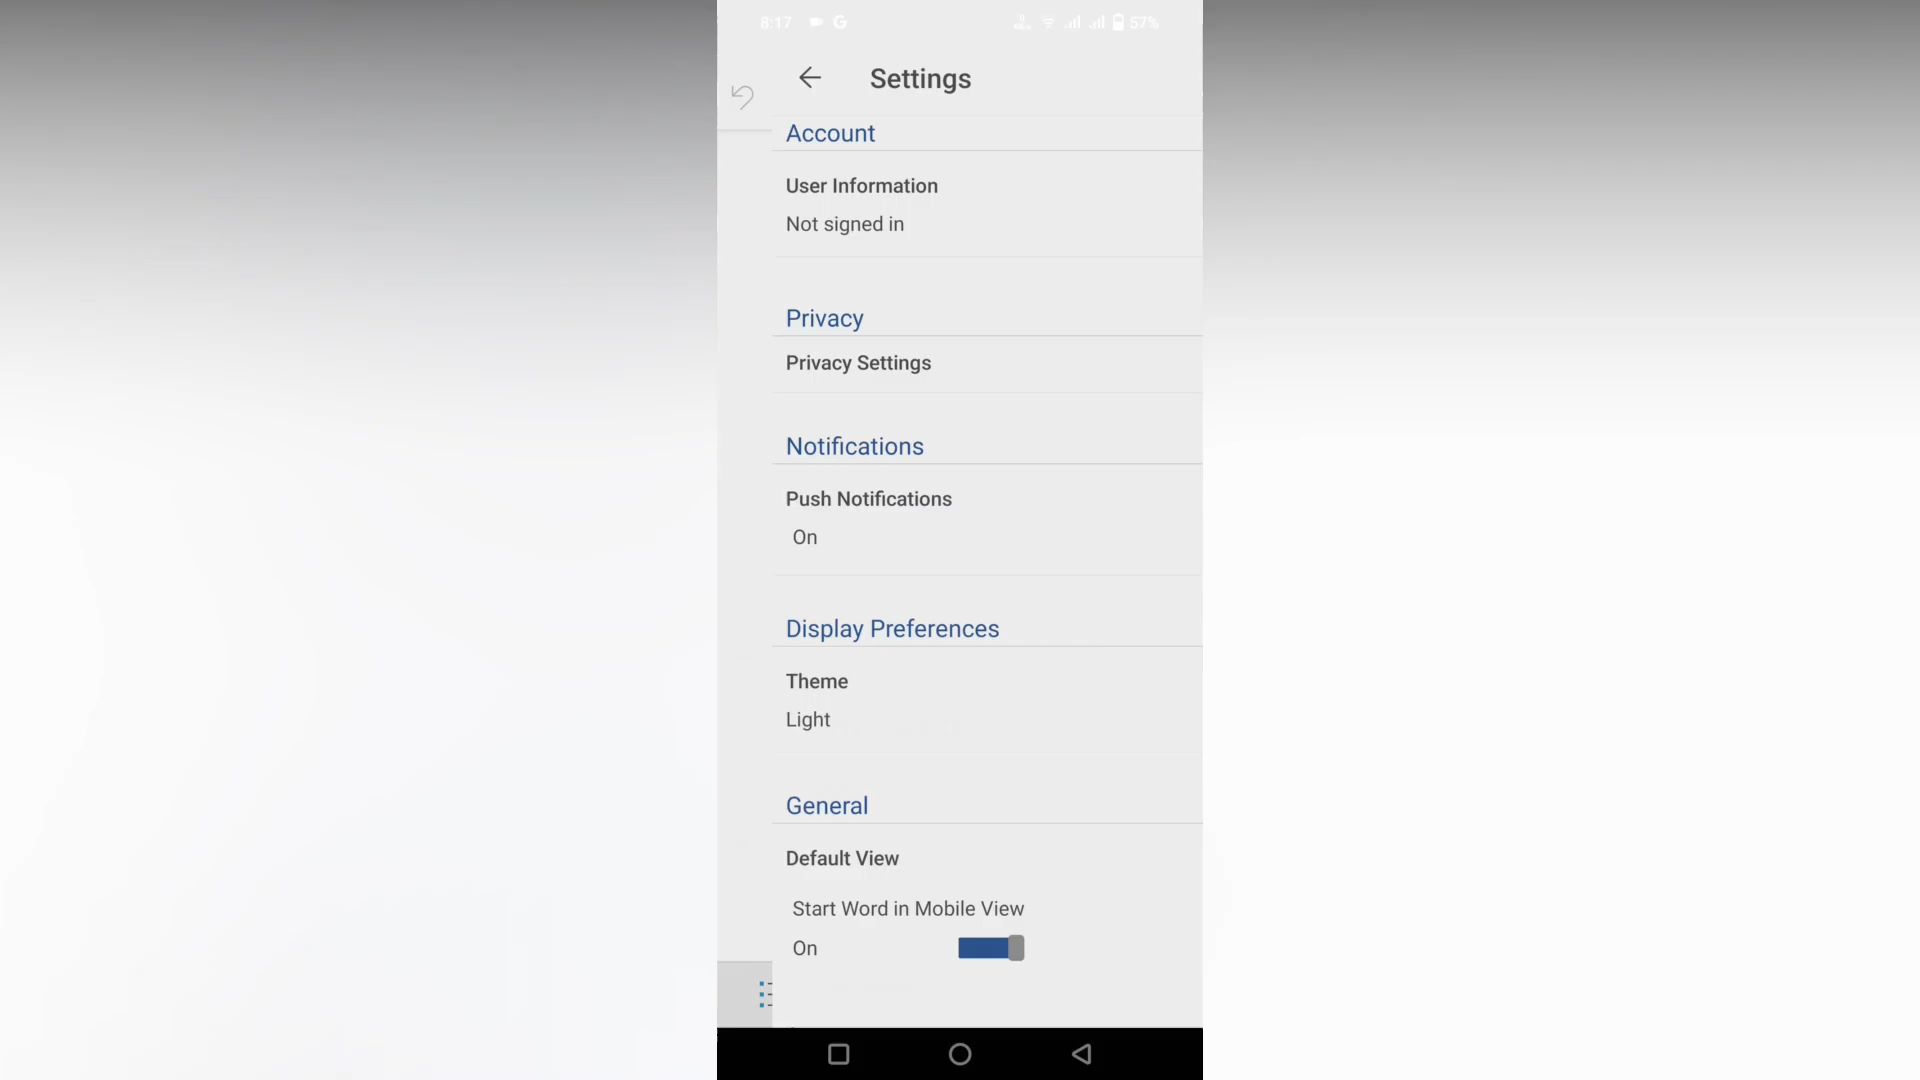 8:17 G 57%
Settings
Account
User Information
Not signed in
Privacy
Privacy Settings
Notifications
Push Notifications
On
Display Preferences
Theme
Light
General
Default View
Start Word in Mobile View
On